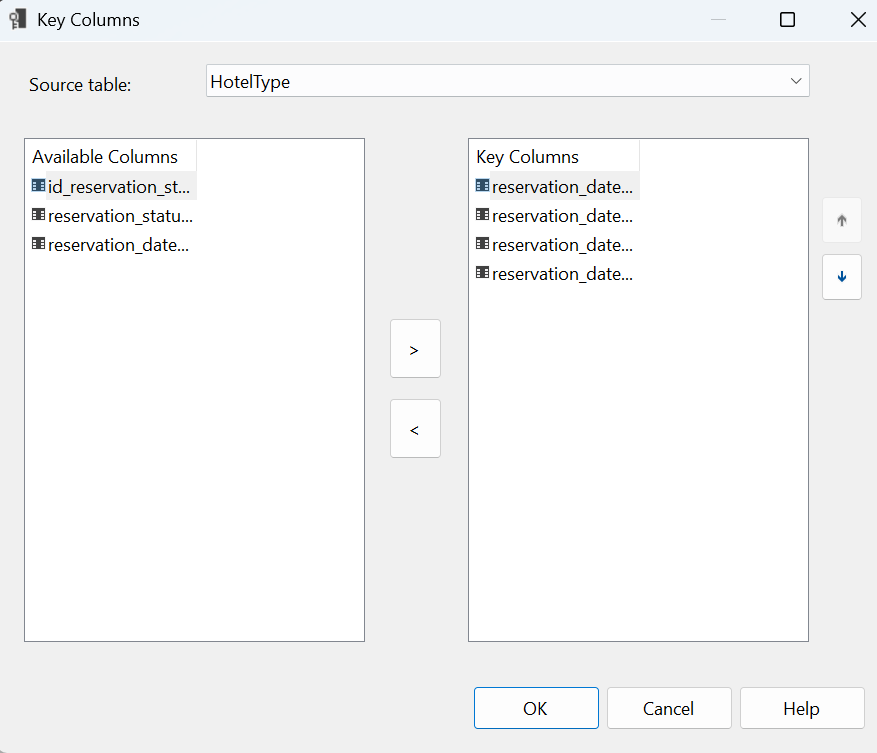 Key Columns
Source table:
HotelType
Available Columns
id_reservation_st...
reservation_statu...
reservation_date...
>
<
Key Columns
reservation_date...
reservation_date...
reservation_date...
reservation_date...
OK
Cancel
Help